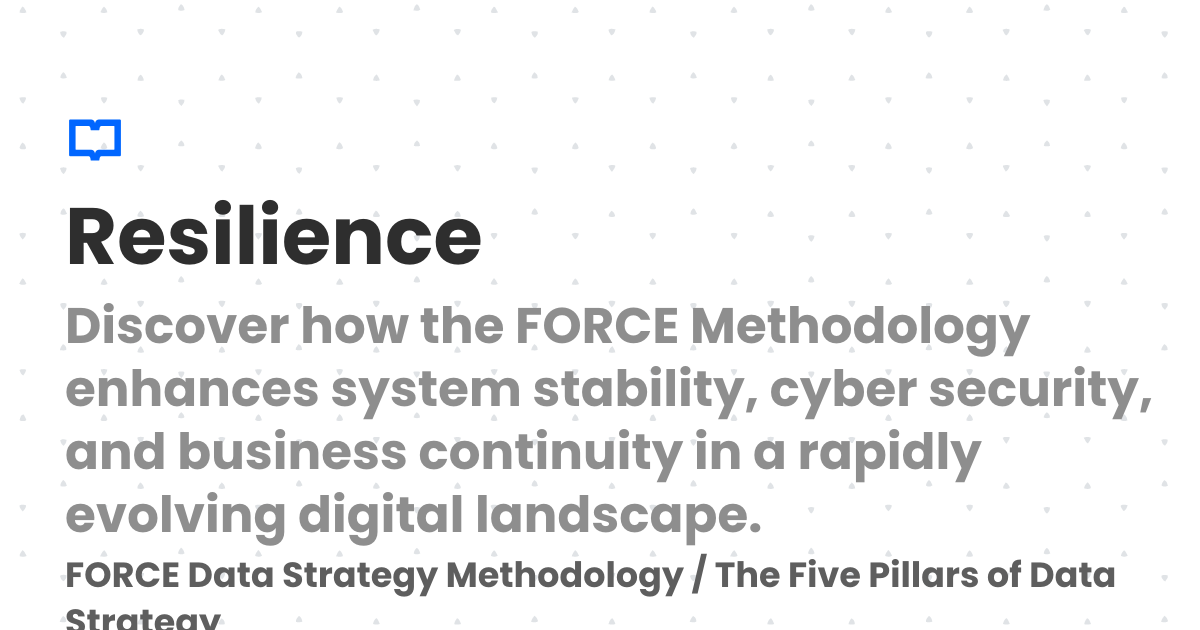 Resilience
Discover how the FORCE Methodology
enhances system stability, cyber security,
and business continuity in a rapidly
evolving digital landscape.
FORCE Data Strategy Methodology / The Five Pillars of Data
Strategy